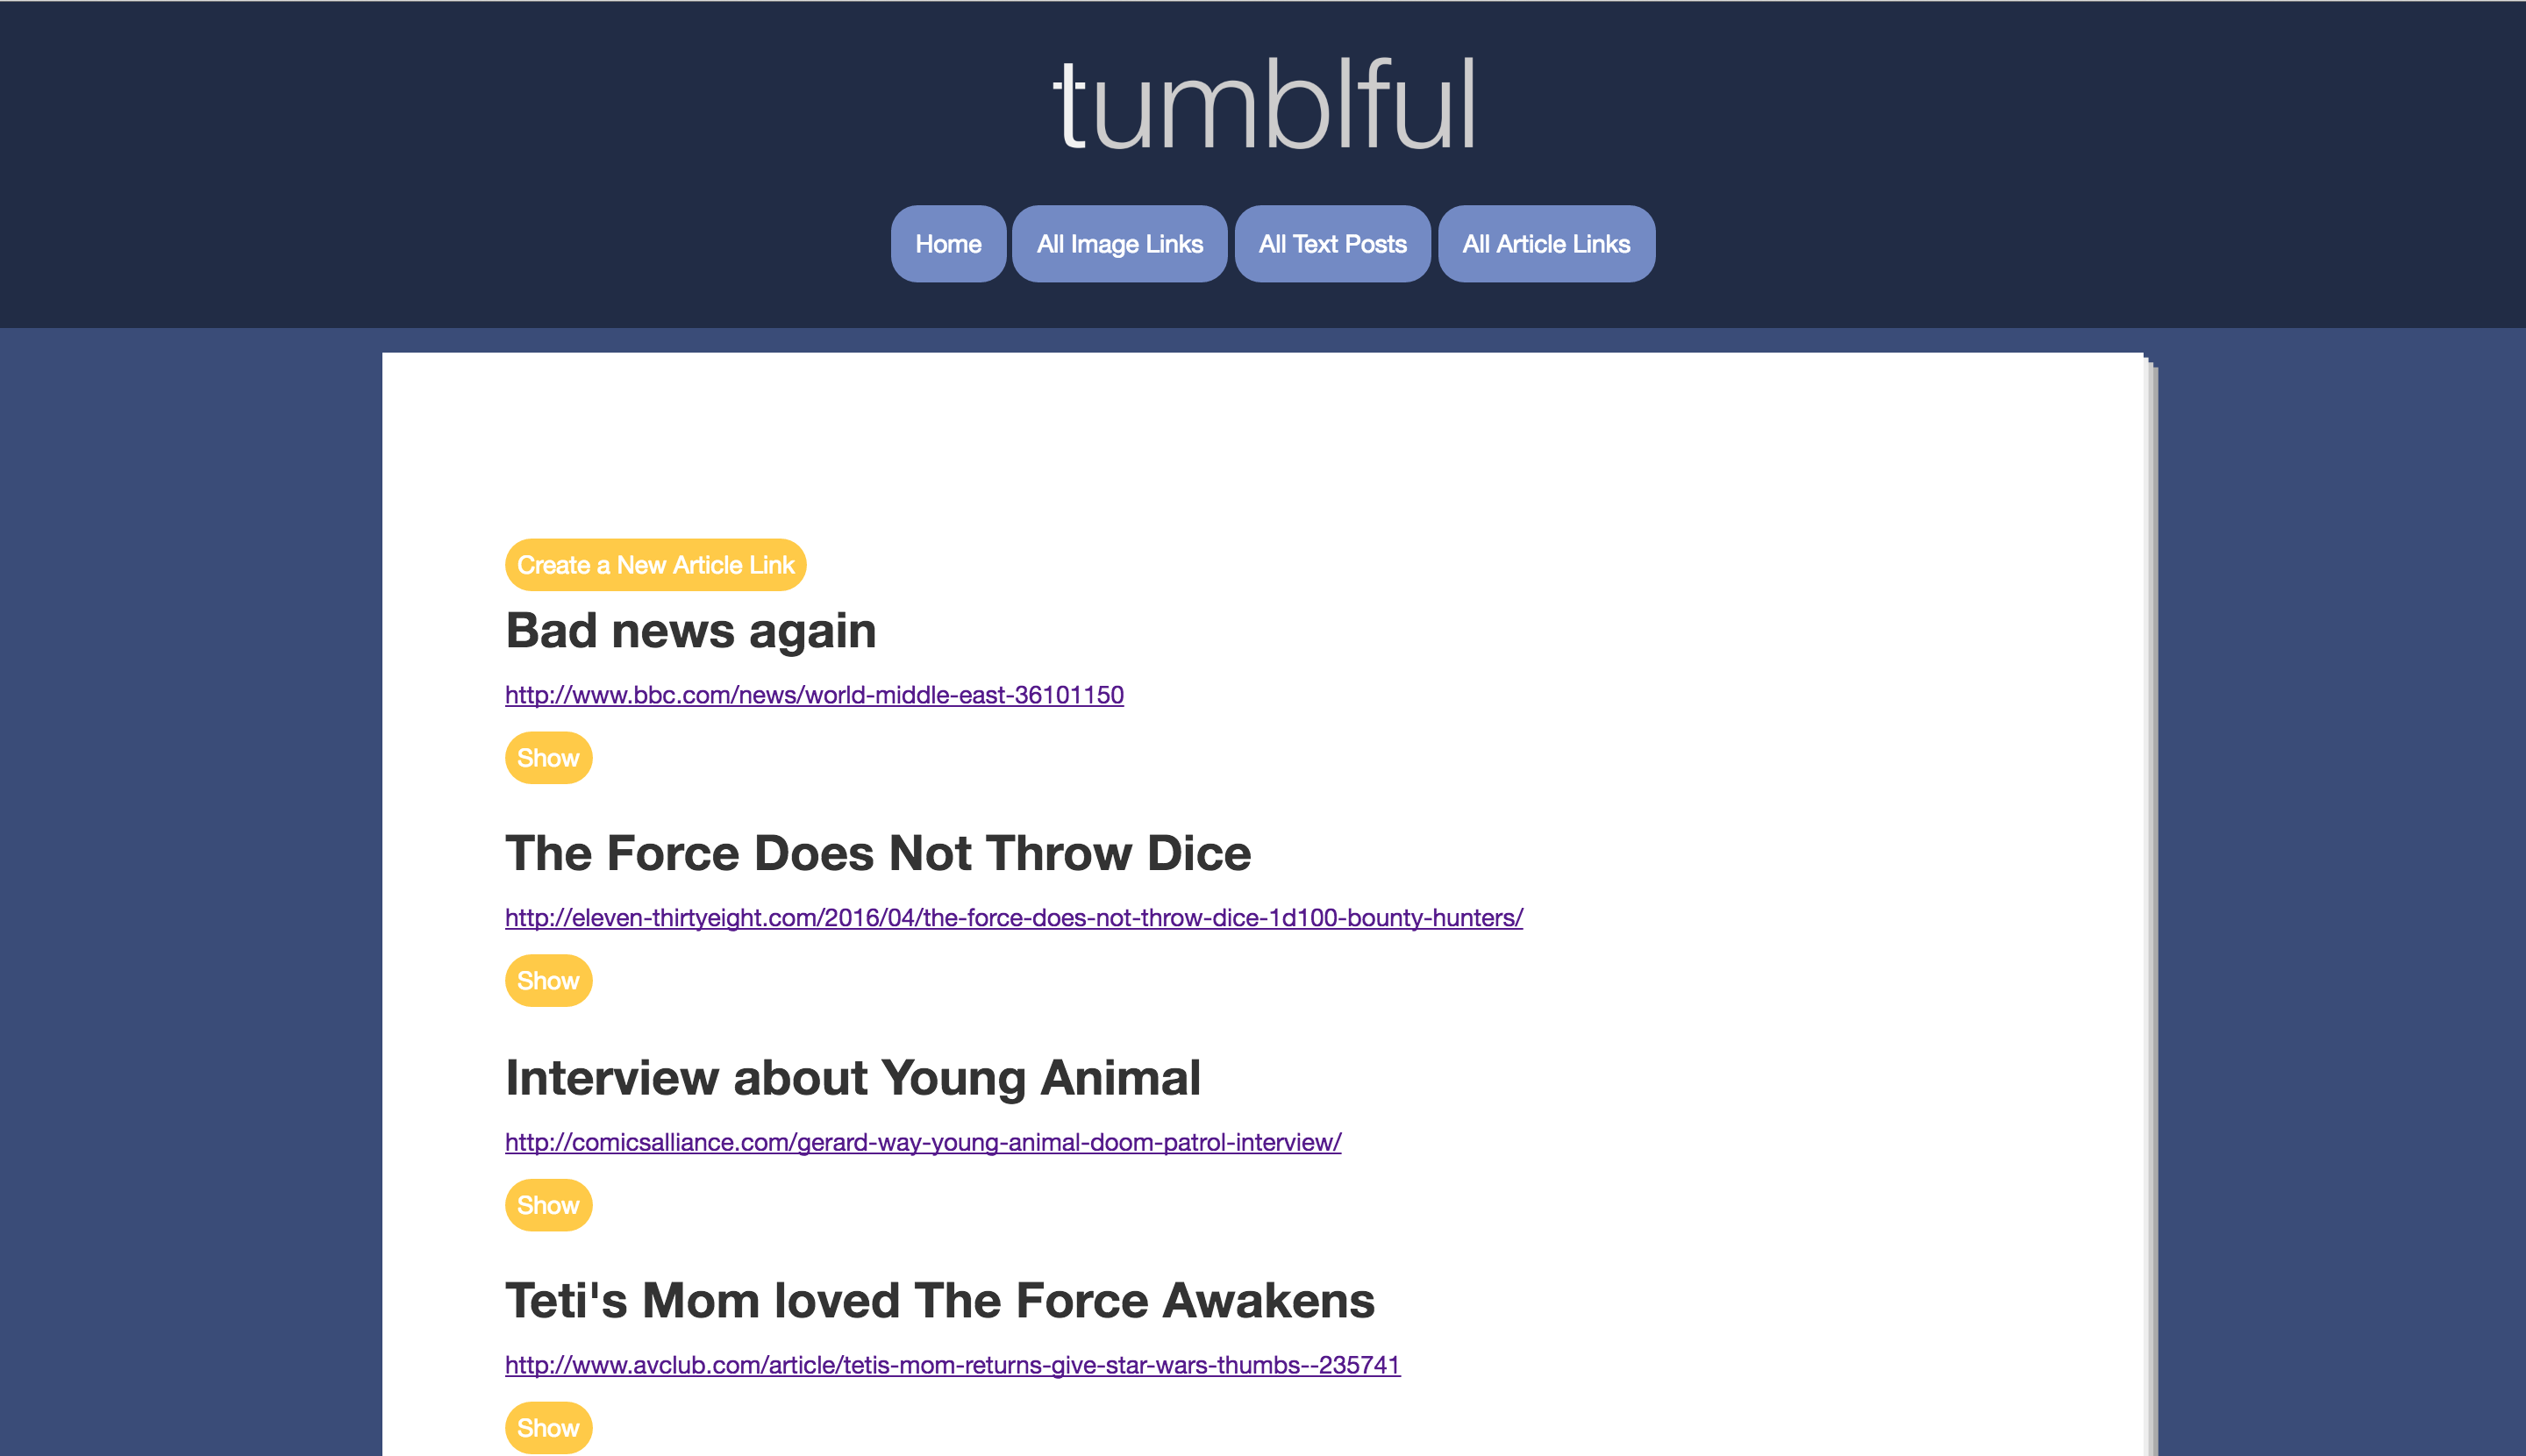 tumblful
Home All Image Links All Text Posts All Article Links
Create a New Article Link
Bad news again
http://www.bbc.com/news/world-middle-east-36101150
Show
The Force Does Not Throw Dice
http://eleven-thirtyeight.com/2016/04/the-force-does-not-throw-dice-1d100-bounty-hunters/
Show
Interview about Young Animal
http://comicsalliance.com/gerard-way-young-animal-doom-patrol-interview/
Show
Teti's Mom loved The Force Awakens
http://www.avclub.com/article/tetis-mom-returns-give-star-wars-thumbs--235741
Show